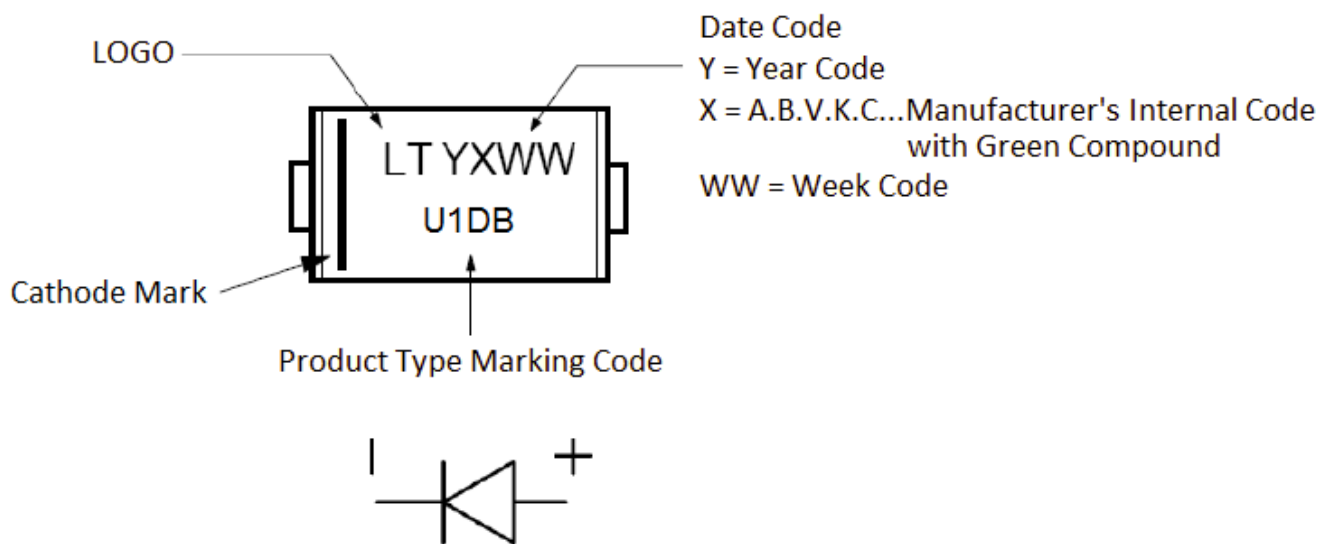 LOGO
Date Code
Y = Year Code
X = A.B.V.K.C...Manufacturer's Internal Code
with Green Compound
WW = Week Code
LT YXWW
U1DB
Cathode Mark
Product Type Marking Code
− +